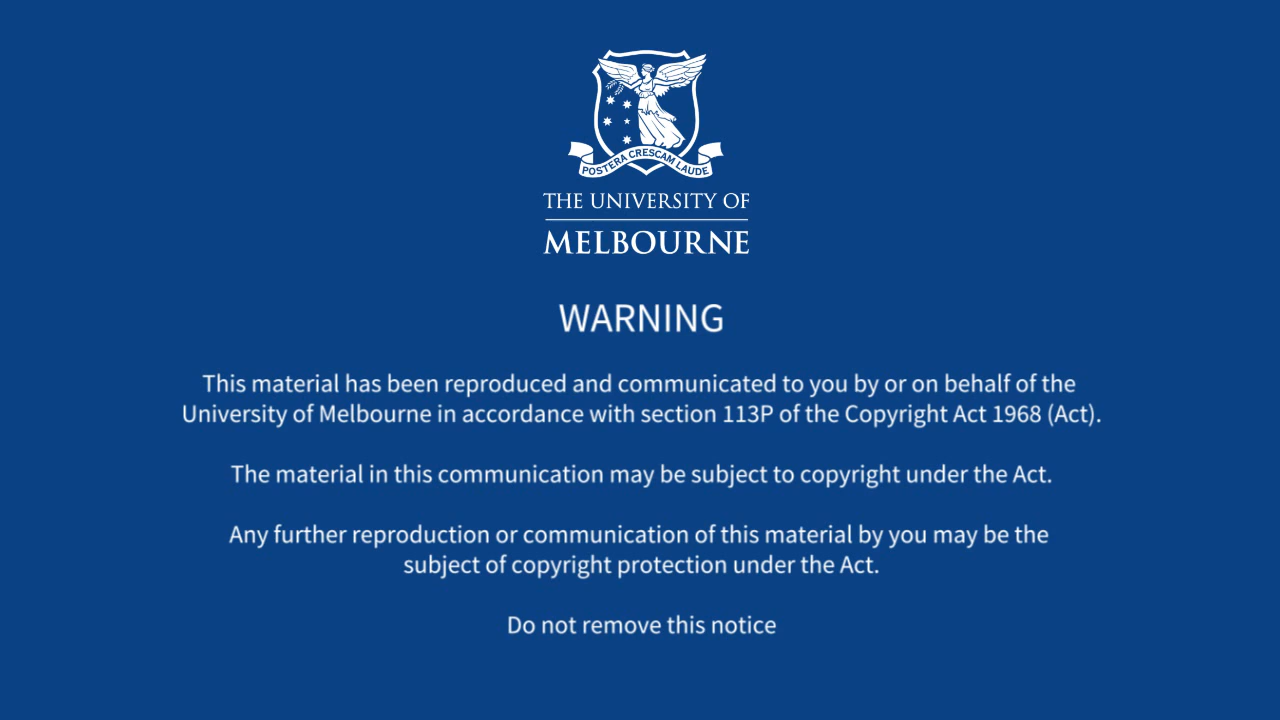 POSTERA CRESCAM LAUDE
THE UNIVERSITY OF
MELBOURNE
WARNING
This material has been reproduced and communicated to you by or on behalf of the
University of Melbourne in accordance with section 113P of the Copyright Act 1968 (Act).
The material in this communication may be subject to copyright under the Act.
Any further reproduction or communication of this material by you may be the
subject of copyright protection under the Act.
Do not remove this notice